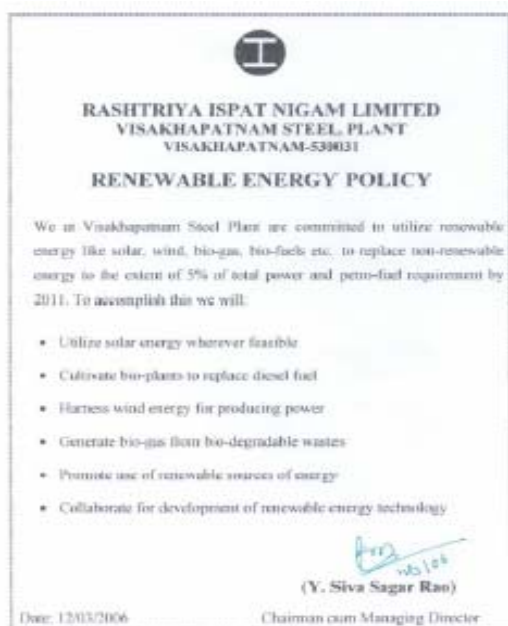 RASHTRIYA ISPAT NIGAM LIMITED
VISAKHAPATNAM STEEL PLANT
VISAKHAPATNAM-530031
RENEWABLE ENERGY POLICY
We at Visakhapatnam Steel Plant are committed to utilize renewable
energy like solar, wind, bio-gas, bio-fuels etc. to replace non-renewable
energy to the extent of 5% of total power and petro-fuel requirement by
2011. To accomplish this we will:
• Utilize solar energy wherever feasible
• Cultivate bio-plants to replace diesel fuel
• Harness wind energy for producing power
• Generate bio-gas from bio-degradable wastes
• Promote use of renewable sources of energy
• Collaborate for development of renewable energy technology
(Y. Siva Sagar Rao)
Date: 12/03/2006 Chairman cum Managing Director